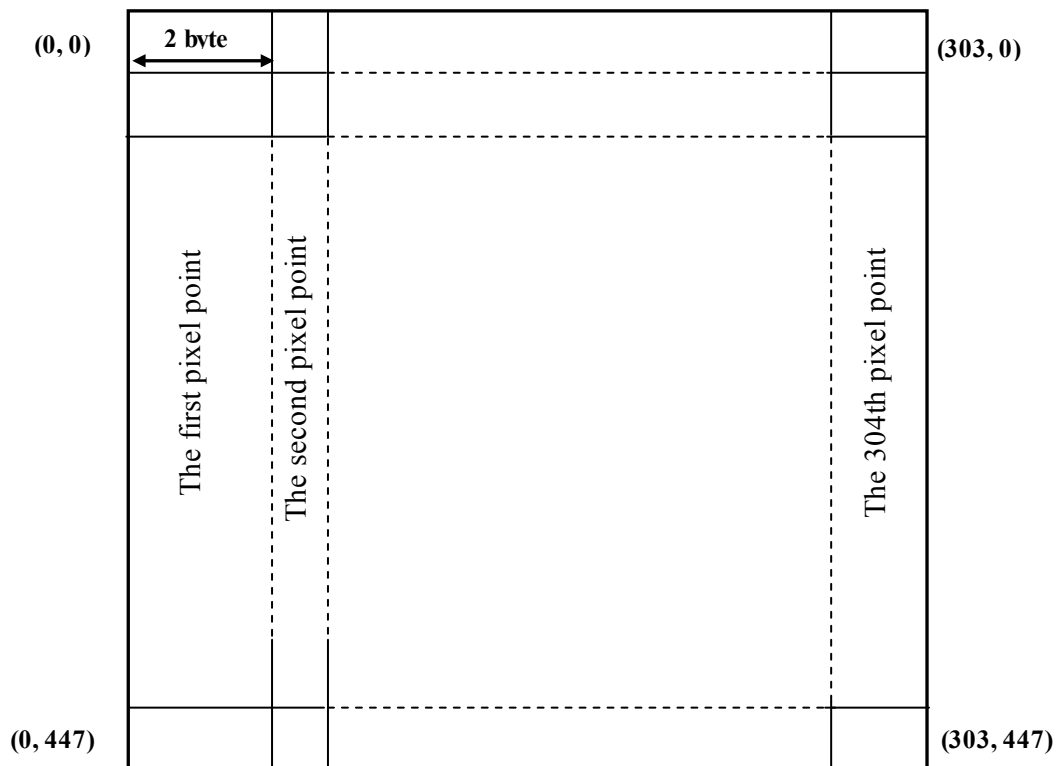 (0, 0)
2 byte
(303, 0)
The first pixel point
The second pixel point
The 304th pixel point
(0, 447)
(303, 447)